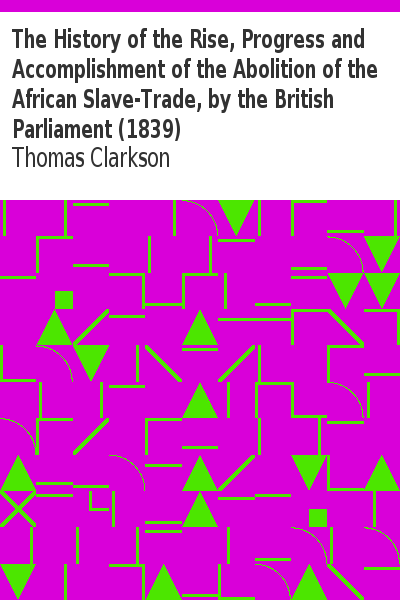 The History of the Rise, Progress and
Accomplishment of the Abolition of the
African Slave-Trade, by the British
Parliament (1839)
Thomas Clarkson